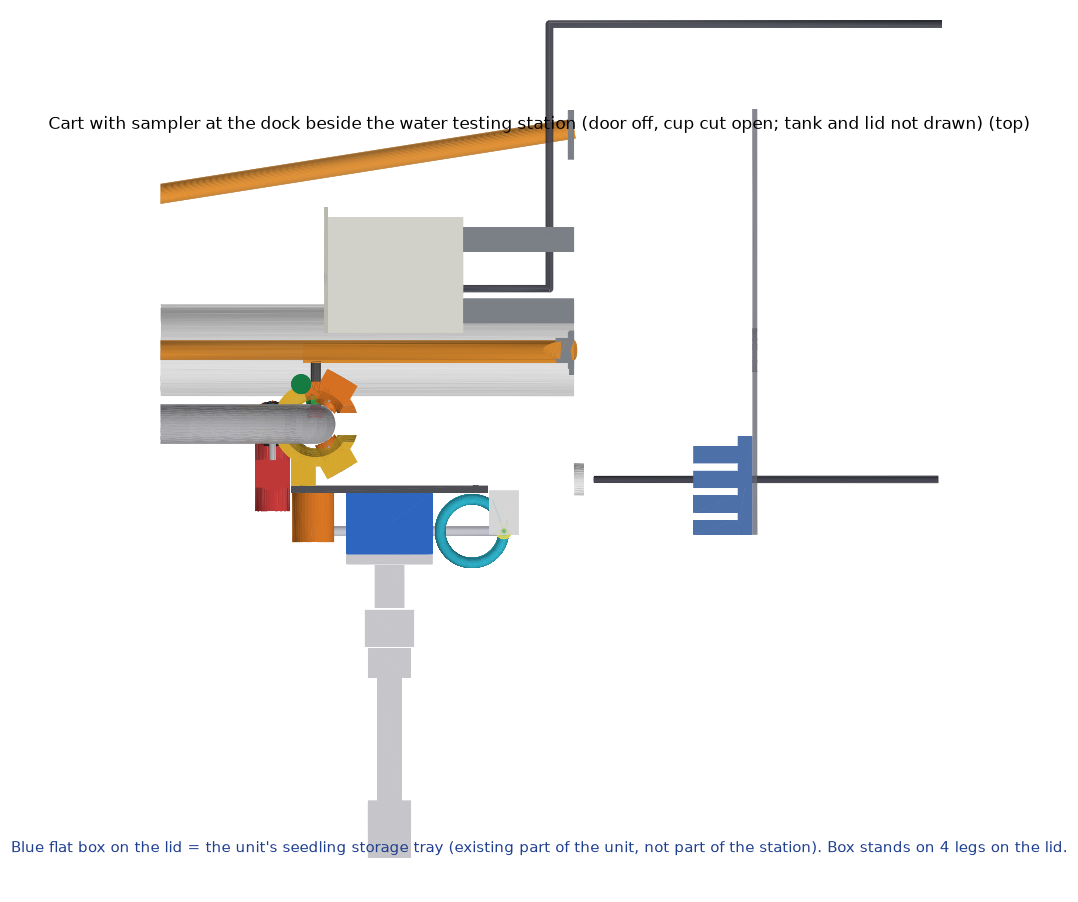 Cart with sampler at the dock beside the water testing station (door off, cup cut open; tank and lid not drawn) (top)
Blue flat box on the lid = the unit's seedling storage tray (existing part of the unit, not part of the station). Box stands on 4 legs on the lid.